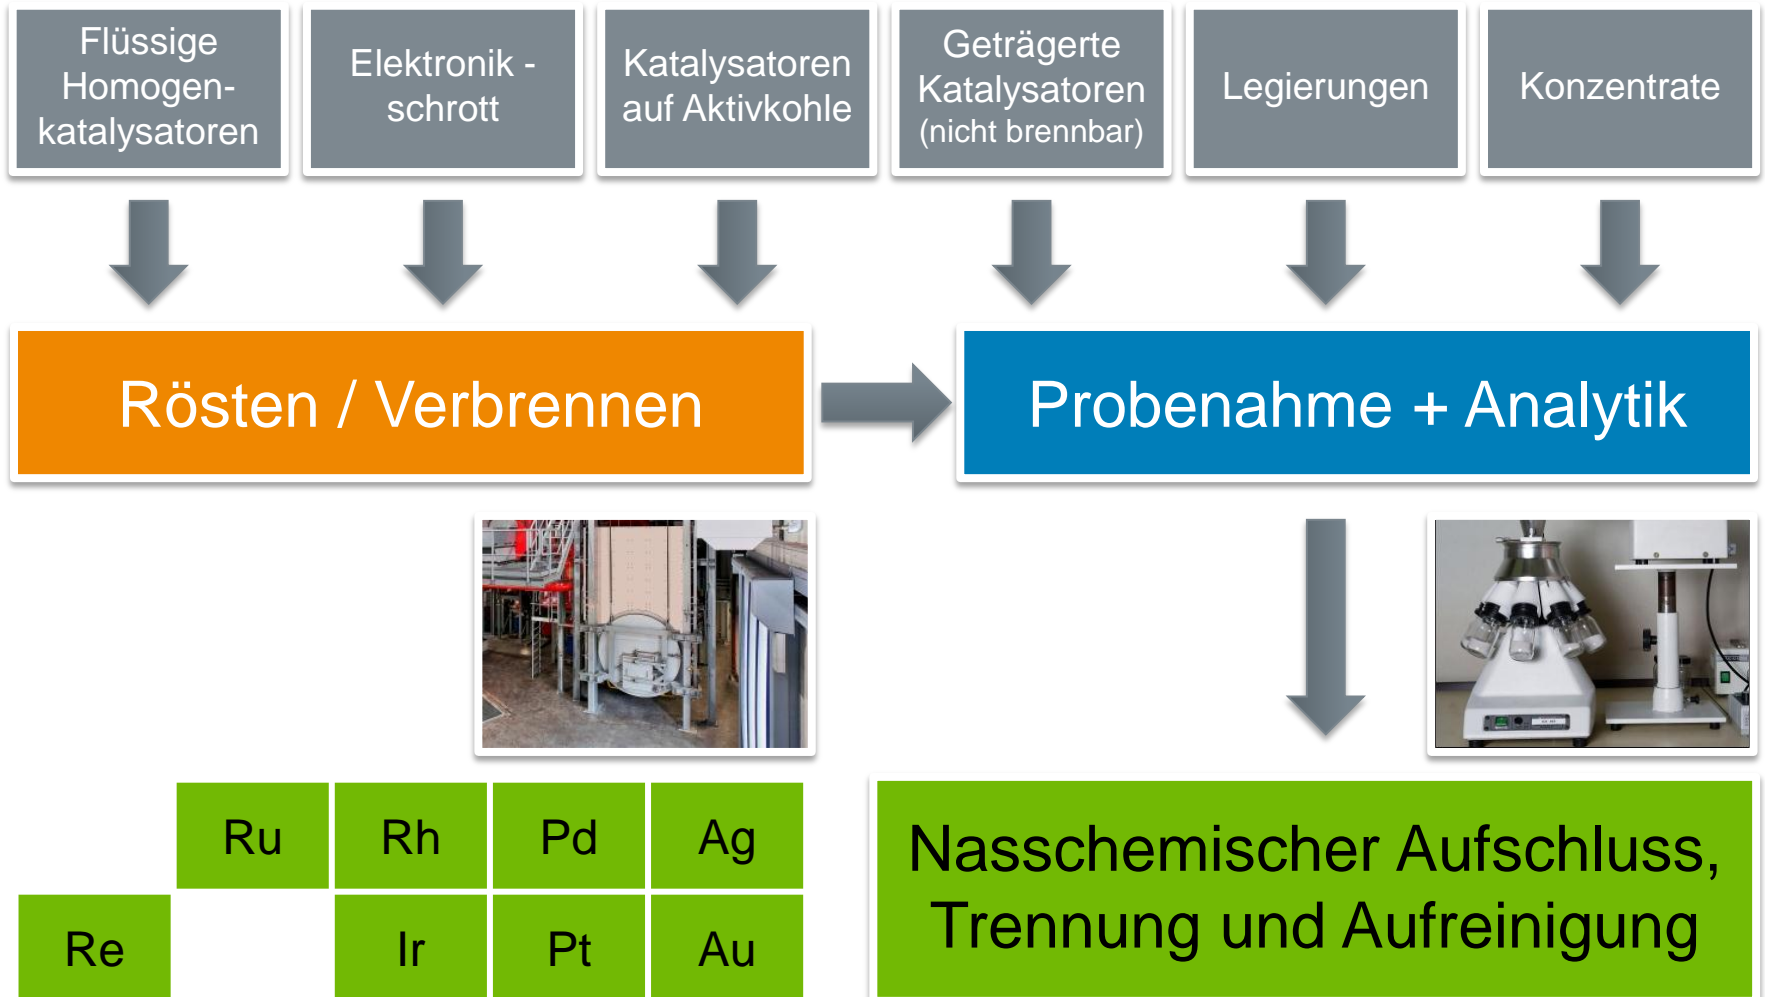 Flüssige
Homogen-
katalysatoren
Elektronik -
schrott
Katalysatoren
auf Aktivkohle
Geträgerte
Katalysatoren
(nicht brennbar)
Legierungen
Konzentrate
Rösten / Verbrennen
Probenahme + Analytik
Ru Rh Pd Ag
Re Ir Pt Au
Nasschemischer Aufschluss,
Trennung und Aufreinigung